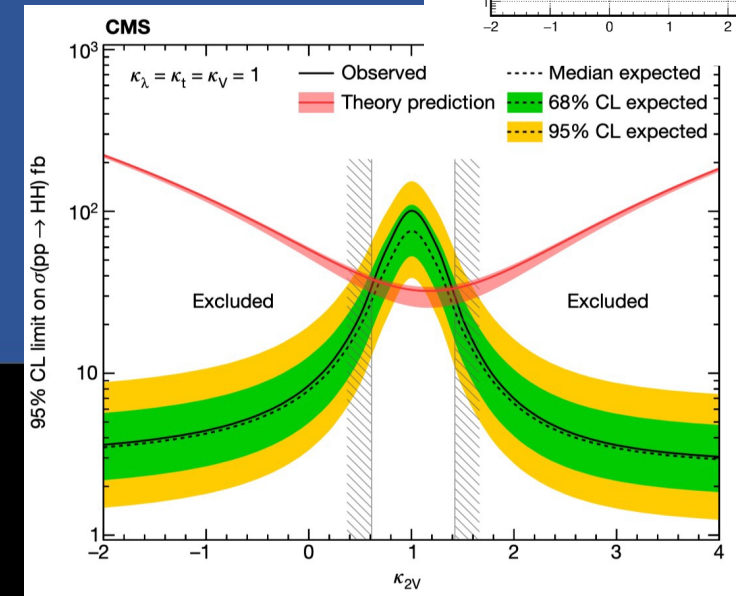 −2 −1 0 1 2
CMS
κλ = κt = κV = 1
Observed
Theory prediction
Median expected
68% CL expected
95% CL expected
95% CL limit on σ(pp → HH) fb
10³
10²
10
1
Excluded
Excluded
−2 −1 0 1 2 3 4
κ2V